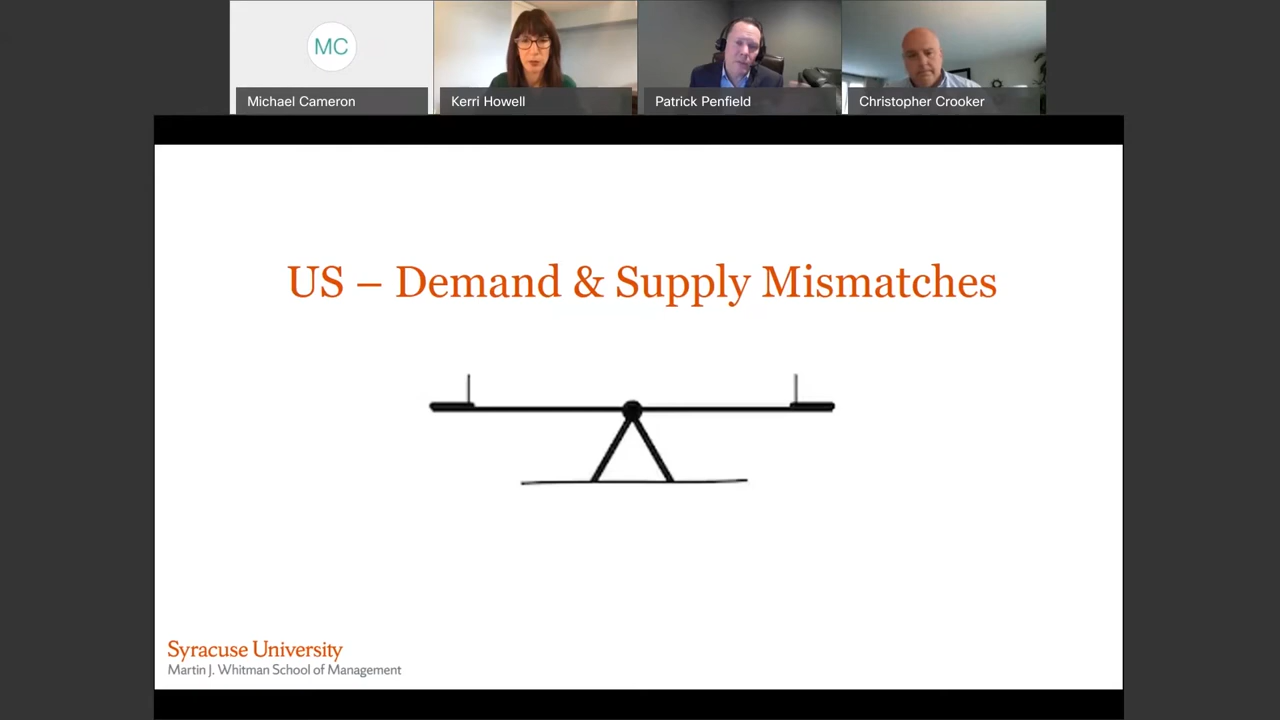 MC
Michael Cameron
Kerri Howell
Patrick Penfield
Christopher Crooker
US – Demand & Supply Mismatches
Syracuse University
Martin J. Whitman School of Management